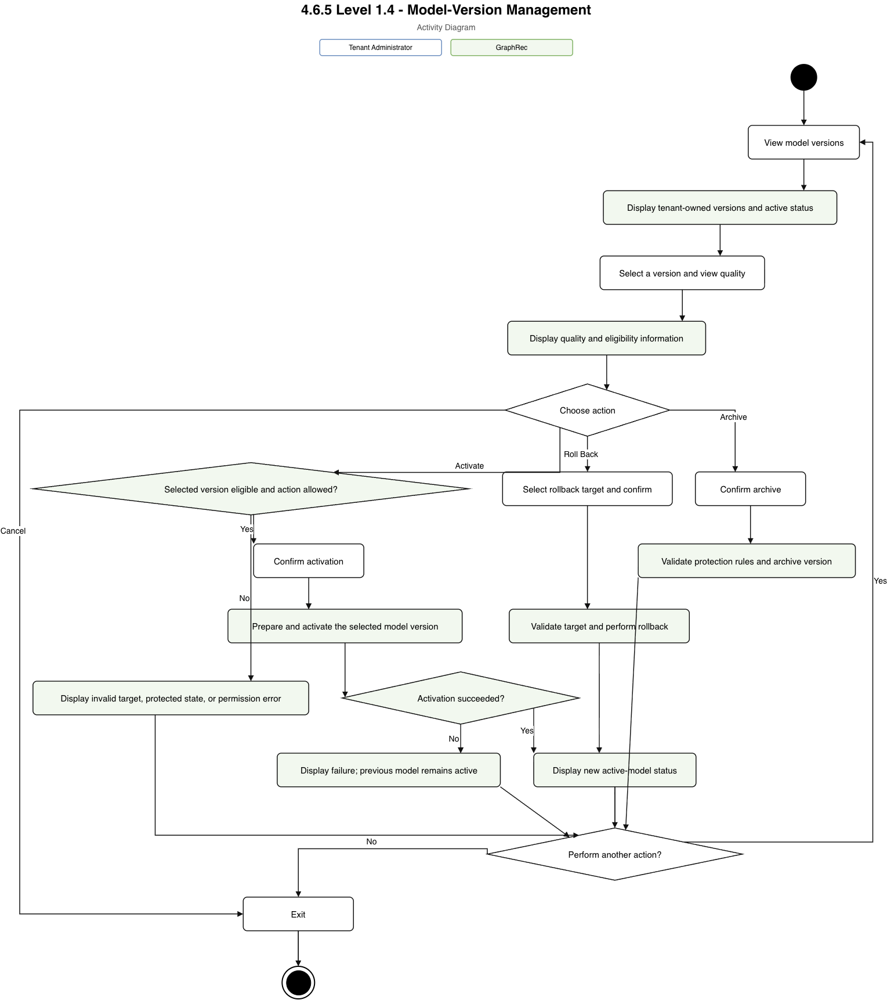 4.6.5 Level 1.4 - Model-Version Management
Activity Diagram
Tenant Administrator
GraphRec
View model versions
Display tenant-owned versions and active status
Select a version and view quality
Display quality and eligibility information
Choose action
Archive
Roll Back
Activate
Selected version eligible and action allowed?
Select rollback target and confirm
Confirm archive
Cancel
Yes
Confirm activation
Validate protection rules and archive version
Yes
No
Prepare and activate the selected model version
Validate target and perform rollback
Display invalid target, protected state, or permission error
Activation succeeded?
Yes
No
Display failure; previous model remains active
Display new active-model status
No
Perform another action?
Exit